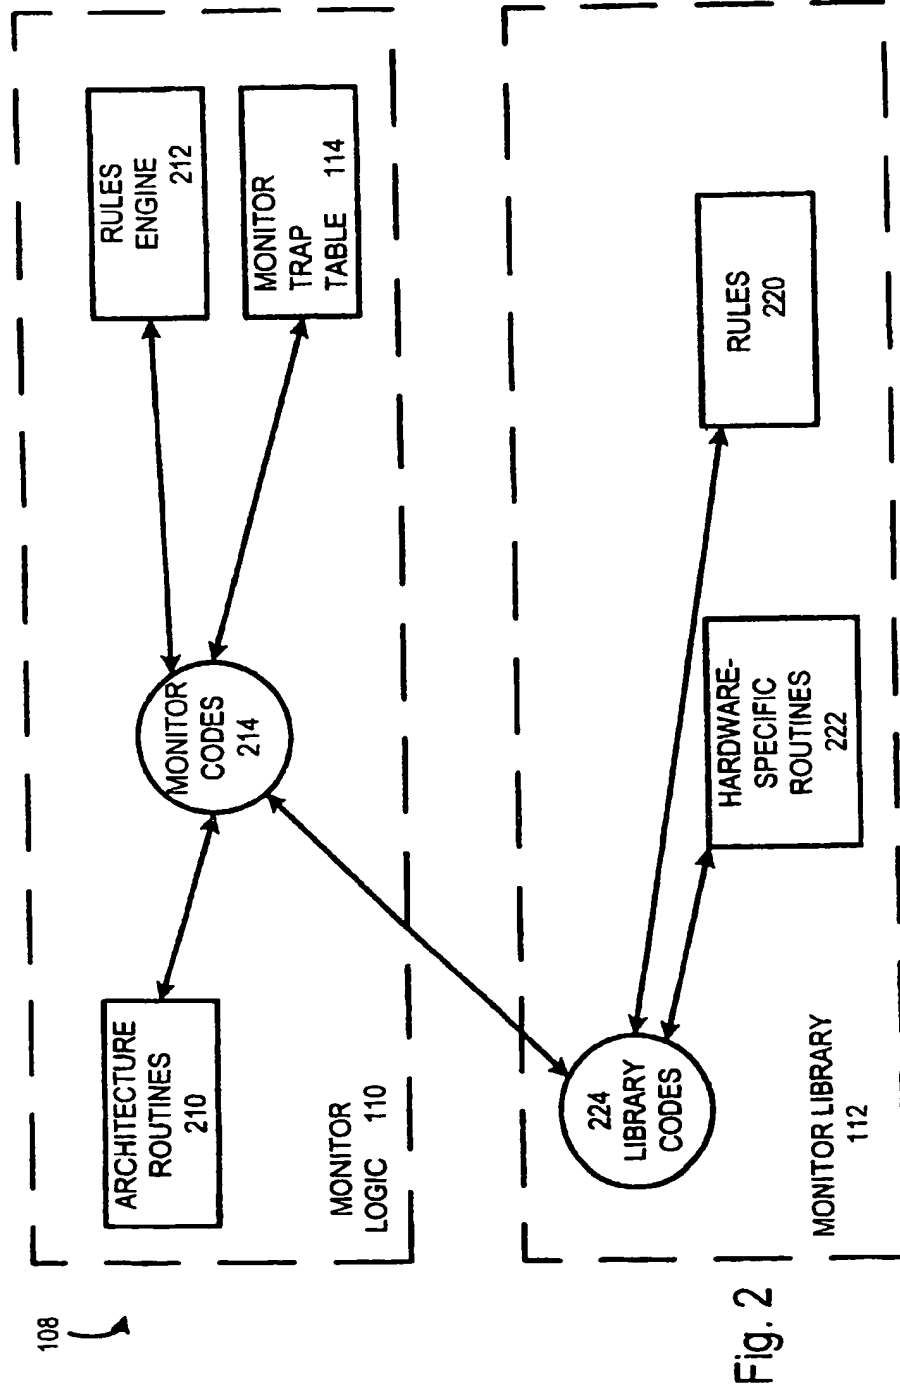 108
ARCHITECTURE
ROUTINES
210
MONITOR
CODES
214
RULES
ENGINE
212
MONITOR
TRAP
TABLE 114
MONITOR
LOGIC 110
224
LIBRARY
CODES
HARDWARE-
SPECIFIC
ROUTINES
222
RULES
220
MONITOR LIBRARY
112
Fig. 2